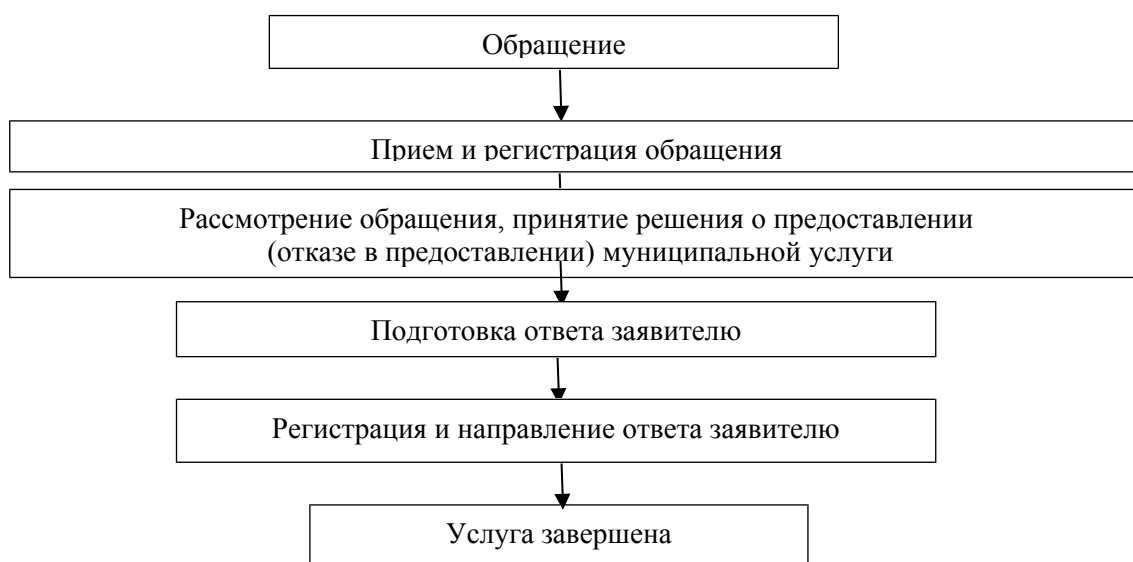 Обращение
Прием и регистрация обращения
Рассмотрение обращения, принятие решения о предоставлении
(отказе в предоставлении) муниципальной услуги
Подготовка ответа заявителю
Регистрация и направление ответа заявителю
Услуга завершена